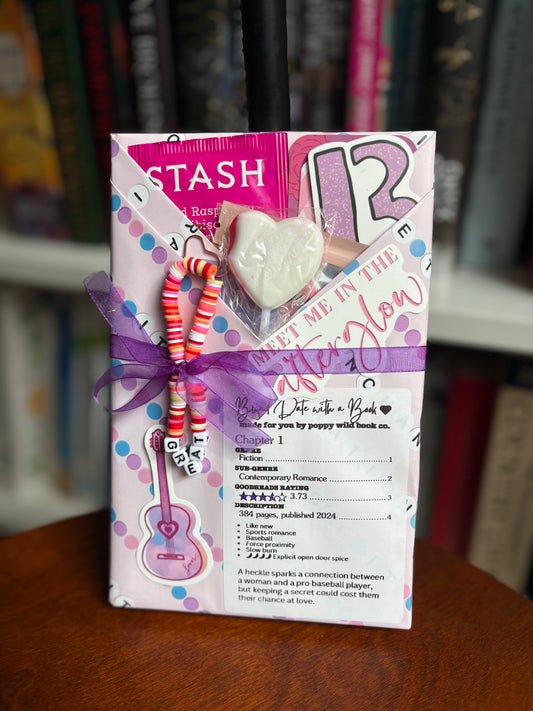 STASH
13
MEET ME IN THE
afterglow
Blind Date with a Book
made for you by poppy wild book co.
Chapter 1
GENRE
Fiction ........ 1
SUB-GENRE
Contemporary Romance ........ 2
GOODREADS RATING
★★★★☆ 3.73 ........ 3
DESCRIPTION
384 pages, published 2024 ........ 4
• Like new
• Sports romance
• Baseball
• Force proximity
• Slow burn
• 🌶🌶🌶🌶 Explicit open door spice
A heckle sparks a connection between
a woman and a pro baseball player,
but keeping a secret could cost them
their chance at love.